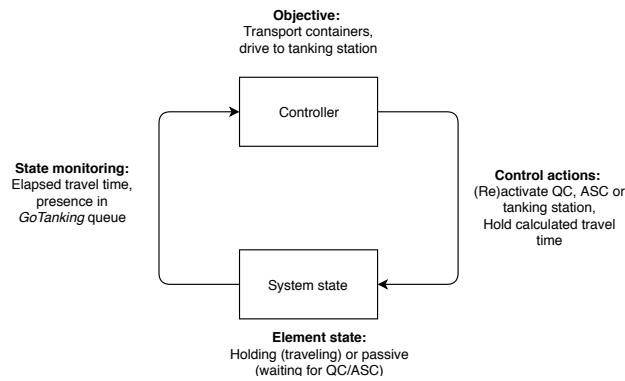 Objective:
Transport containers,
drive to tanking station
Controller
State monitoring:
Elapsed travel time,
presence in
GoTanking queue
Control actions:
(Re)activate QC, ASC or
tanking station,
Hold calculated travel
time
System state
Element state:
Holding (traveling) or passive
(waiting for QC/ASC)